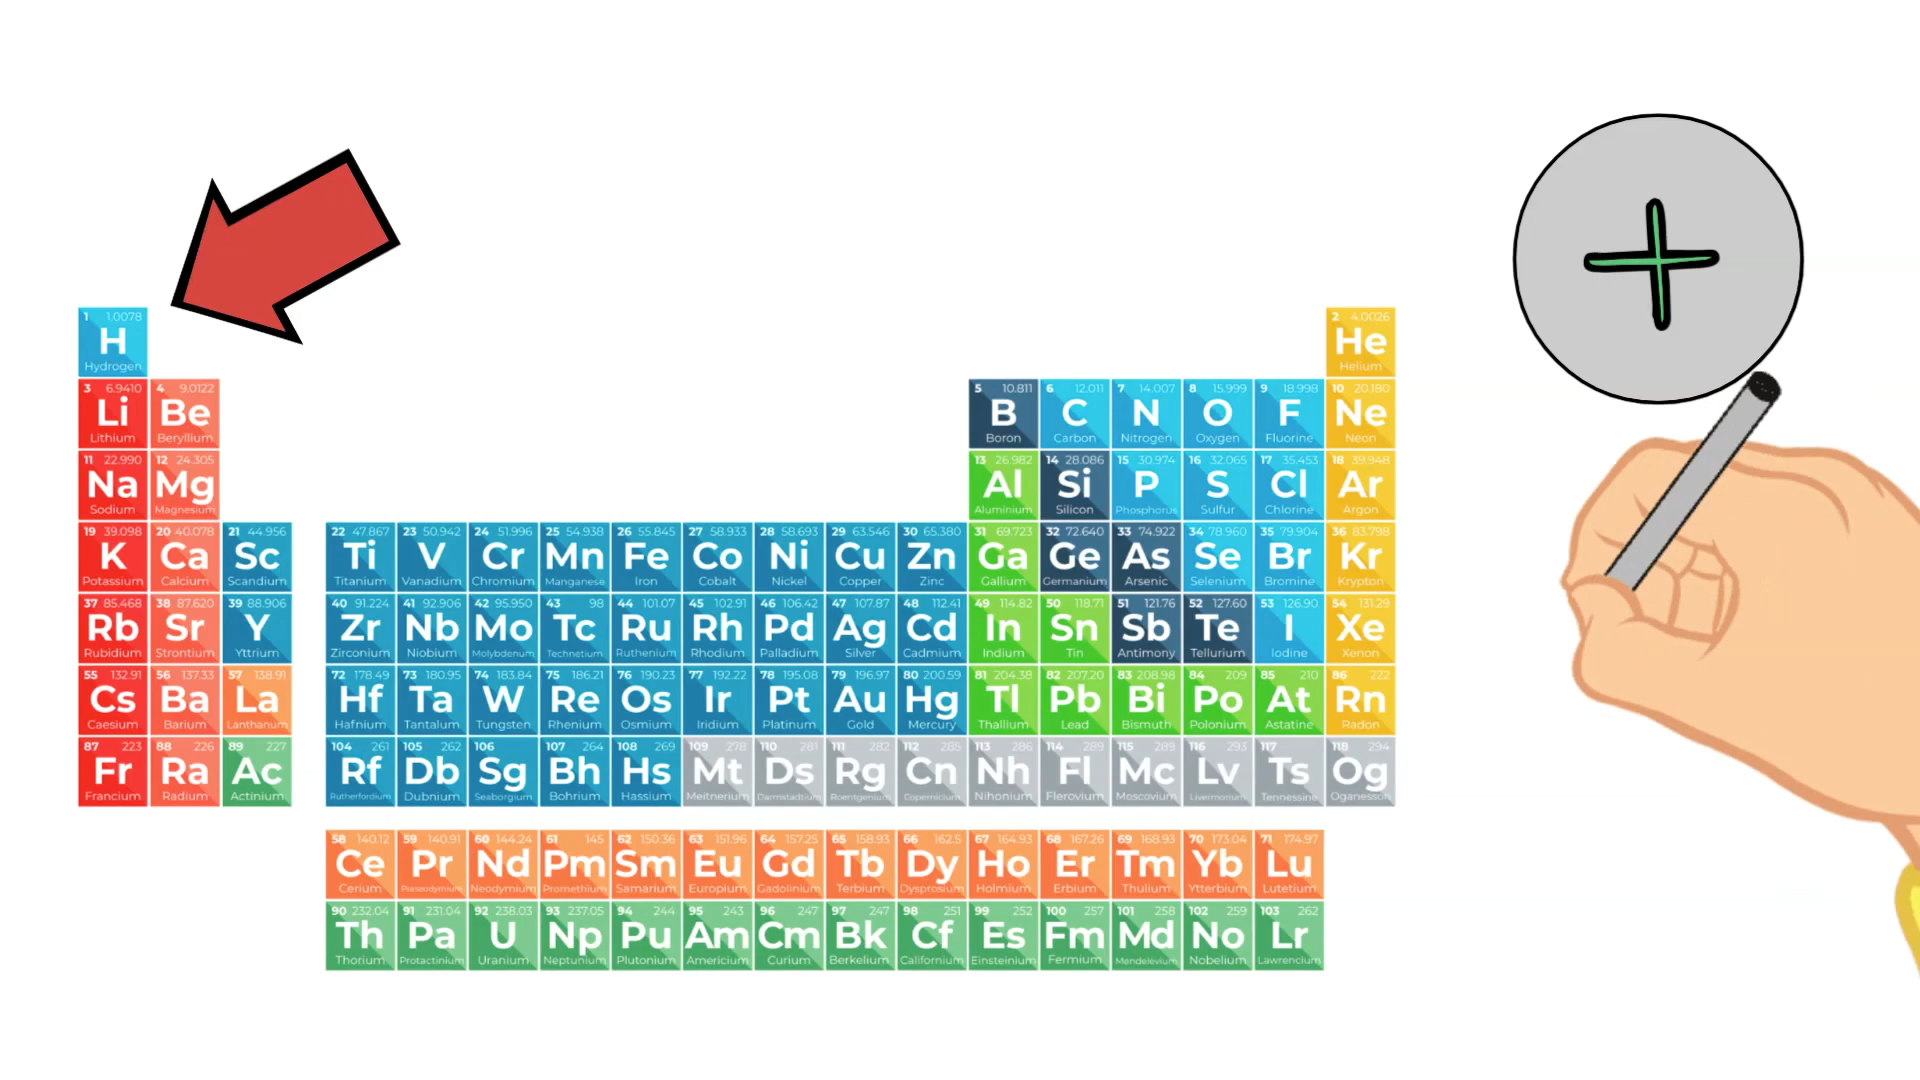 1 1.0078 2 4.0026
H He
Hydrogen Helium
3 6.9410 4 9.0122 5 10.811 6 12.011 7 14.007 8 15.999 9 18.998 10 20.180
Li Be B C N O F Ne
Lithium Beryllium Boron Carbon Nitrogen Oxygen Fluorine Neon
11 22.990 12 24.305 13 26.982 14 28.086 15 30.974 16 32.065 17 35.453 18 39.948
Na Mg Al Si P S Cl Ar
Sodium Magnesium Aluminium Silicon Phosphorus Sulfur Chlorine Argon
19 39.098 20 40.078 21 44.956 22 47.867 23 50.942 24 51.996 25 54.938 26 55.845 27 58.933 28 58.693 29 63.546 30 65.380 31 69.723 32 72.640 33 74.922 34 78.960 35 79.904 36 83.798
K Ca Sc Ti V Cr Mn Fe Co Ni Cu Zn Ga Ge As Se Br Kr
Potassium Calcium Scandium Titanium Vanadium Chromium Manganese Iron Cobalt Nickel Copper Zinc Gallium Germanium Arsenic Selenium Bromine Krypton
37 85.468 38 87.620 39 88.906 40 91.224 41 92.906 42 95.950 43 98 44 101.07 45 102.91 46 106.42 47 107.87 48 112.41 49 114.82 50 118.71 51 121.76 52 127.60 53 126.90 54 131.29
Rb Sr Y Zr Nb Mo Tc Ru Rh Pd Ag Cd In Sn Sb Te I Xe
Rubidium Strontium Yttrium Zirconium Niobium Molybdenum Technetium Ruthenium Rhodium Palladium Silver Cadmium Indium Tin Antimony Tellurium Iodine Xenon
55 132.91 56 137.33 57 138.91 72 178.49 73 180.95 74 183.84 75 186.21 76 190.23 77 192.22 78 195.08 79 196.97 80 200.59 81 204.38 82 207.20 83 208.98 84 209 85 210 86 222
Cs Ba La Hf Ta W Re Os Ir Pt Au Hg Tl Pb Bi Po At Rn
Caesium Barium Lanthanum Hafnium Tantalum Tungsten Rhenium Osmium Iridium Platinum Gold Mercury Thallium Lead Bismuth Polonium Astatine Radon
87 223 88 226 89 227 104 261 105 262 106 107 264 108 269 109 278 110 281 111 282 112 285 113 286 114 289 115 289 116 293 117 118 294
Fr Ra Ac Rf Db Sg Bh Hs Mt Ds Rg Cn Nh Fl Mc Lv Ts Og
Francium Radium Actinium Rutherfordium Dubnium Seaborgium Bohrium Hassium Meitnerium Darmstadtium Roentgenium Copernicium Nihonium Flerovium Moscovium Livermorium Tennessine Oganesson
58 140.12 59 140.91 60 144.24 61 145 62 150.36 63 151.96 64 157.25 65 158.93 66 162.5 67 164.93 68 167.26 69 168.93 70 173.04 71 174.97
Ce Pr Nd Pm Sm Eu Gd Tb Dy Ho Er Tm Yb Lu
Cerium Praseodymium Neodymium Promethium Samarium Europium Gadolinium Terbium Dysprosium Holmium Erbium Thulium Ytterbium Lutetium
90 232.04 91 231.04 92 238.03 93 237.05 94 244 95 243 96 247 97 247 98 251 99 252 100 257 101 258 102 259 103 262
Th Pa U Np Pu Am Cm Bk Cf Es Fm Md No Lr
Thorium Protactinium Uranium Neptunium Plutonium Americium Curium Berkelium Californium Einsteinium Fermium Mendelevium Nobelium Lawrencium